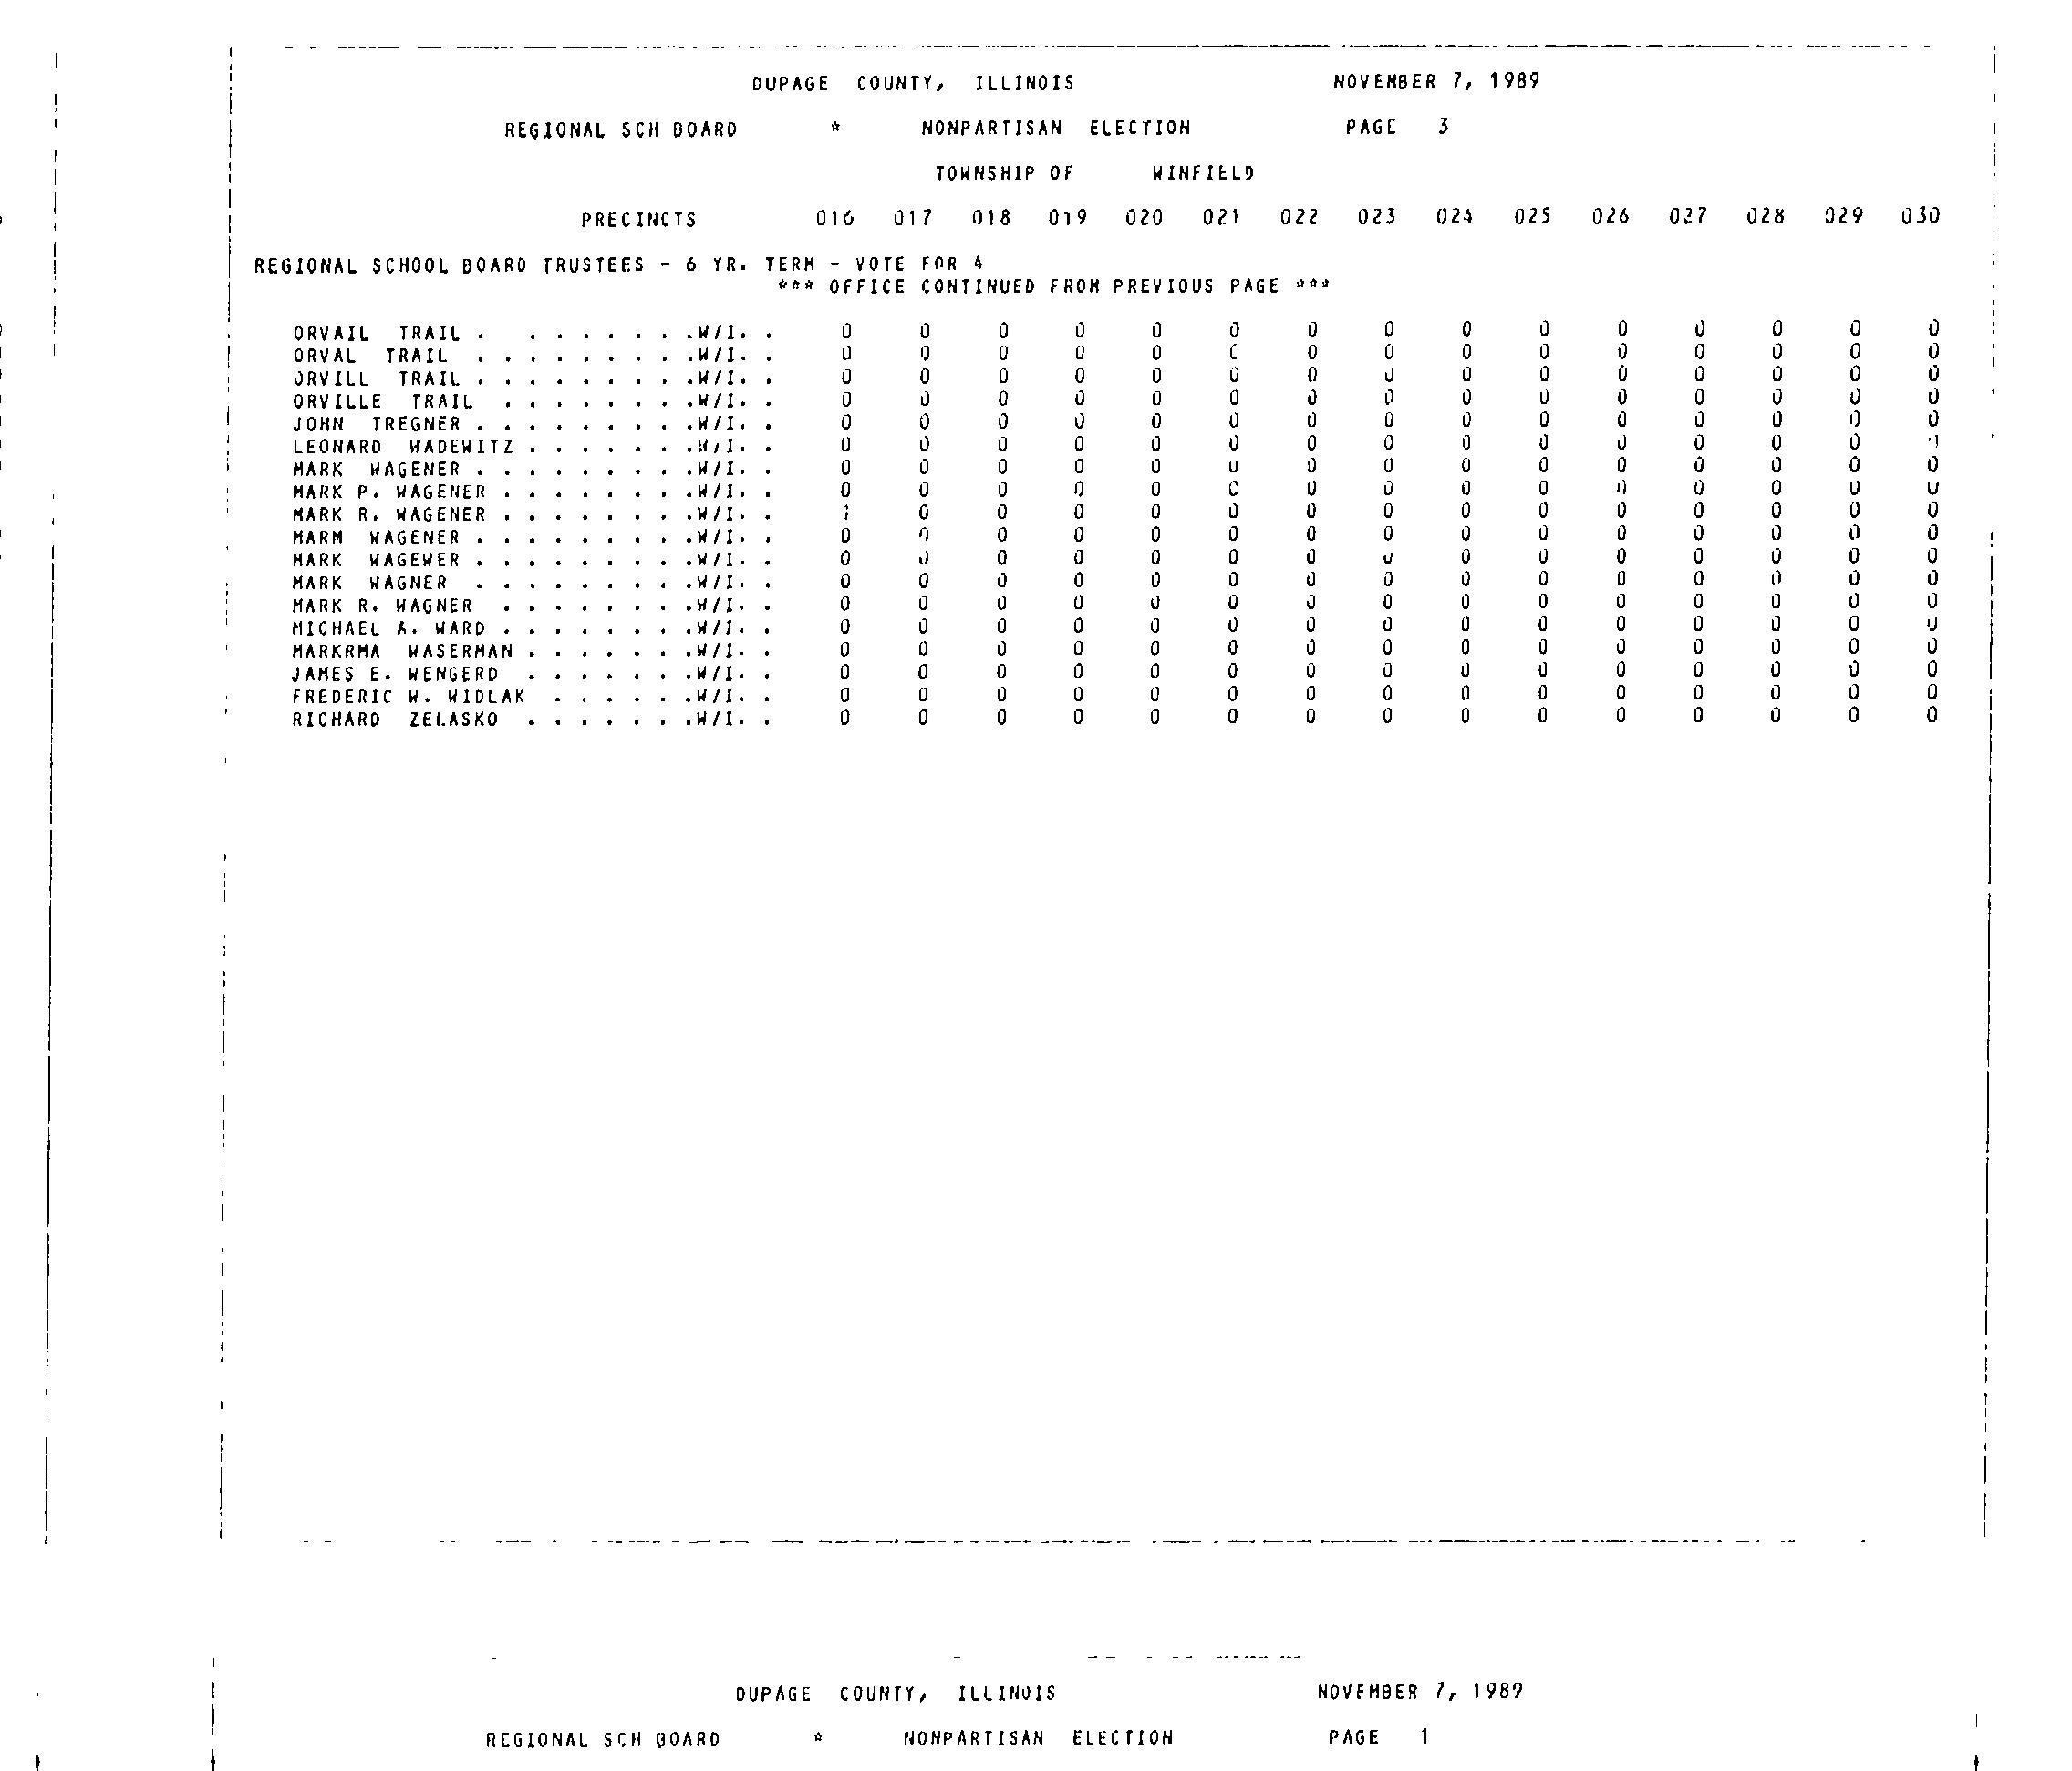 DUPAGE COUNTY, ILLINOIS NOVEMBER 7, 1989
REGIONAL SCH BOARD * NONPARTISAN ELECTION PAGE 3
TOWNSHIP OF WINFIELD
PRECINCTS 016 017 018 019 020 021 022 023 024 025 026 027 028 029 030
REGIONAL SCHOOL BOARD TRUSTEES - 6 YR. TERM - VOTE FOR 4
*** OFFICE CONTINUED FROM PREVIOUS PAGE ***
ORVAIL TRAIL . . . . . . . .W/I. . 0 0 0 0 0 0 0 0 0 0 0 0 0 0 0
ORVAL TRAIL . . . . . . . . .W/I. . 0 0 0 0 0 0 0 0 0 0 0 0 0 0 0
ORVILL TRAIL . . . . . . . . .W/I. . 0 0 0 0 0 0 0 0 0 0 0 0 0 0 0
ORVILLE TRAIL . . . . . . . .W/I. . 0 0 0 0 0 0 0 0 0 0 0 0 0 0 0
JOHN TREGNER . . . . . . . . .W/I. . 0 0 0 0 0 0 0 0 0 0 0 0 0 0 0
LEONARD WADEWITZ . . . . . . .W/I. . 0 0 0 0 0 0 0 0 0 0 0 0 0 0
MARK WAGENER . . . . . . . . .W/I. . 0 0 0 0 0 0 0 0 0 0 0 0 0 0 0
MARK P. WAGENER . . . . . . . .W/I. . 0 0 0 0 0 0 0 0 0 0 0 0 0 0 0
MARK R. WAGENER . . . . . . . .W/I. . 1 0 0 0 0 0 0 0 0 0 0 0 0 0 0
MARM WAGENER . . . . . . . . .W/I. . 0 0 0 0 0 0 0 0 0 0 0 0 0 0 0
MARK WAGEWER . . . . . . . . .W/I. . 0 0 0 0 0 0 0 0 0 0 0 0 0 0 0
MARK WAGNER . . . . . . . . .W/I. . 0 0 0 0 0 0 0 0 0 0 0 0 0 0 0
MARK R. WAGNER . . . . . . . .W/I. . 0 0 0 0 0 0 0 0 0 0 0 0 0 0 0
MICHAEL A. WARD . . . . . . . .W/I. . 0 0 0 0 0 0 0 0 0 0 0 0 0 0 0
MARKRMA WASERMAN . . . . . . .W/I. . 0 0 0 0 0 0 0 0 0 0 0 0 0 0 0
JAMES E. WENGERD . . . . . . .W/I. . 0 0 0 0 0 0 0 0 0 0 0 0 0 0 0
FREDERIC W. WIDLAK . . . . . .W/I. . 0 0 0 0 0 0 0 0 0 0 0 0 0 0 0
RICHARD ZELASKO . . . . . . .W/I. . 0 0 0 0 0 0 0 0 0 0 0 0 0 0 0
DUPAGE COUNTY, ILLINOIS NOVEMBER 7, 1989
REGIONAL SCH BOARD * NONPARTISAN ELECTION PAGE 1